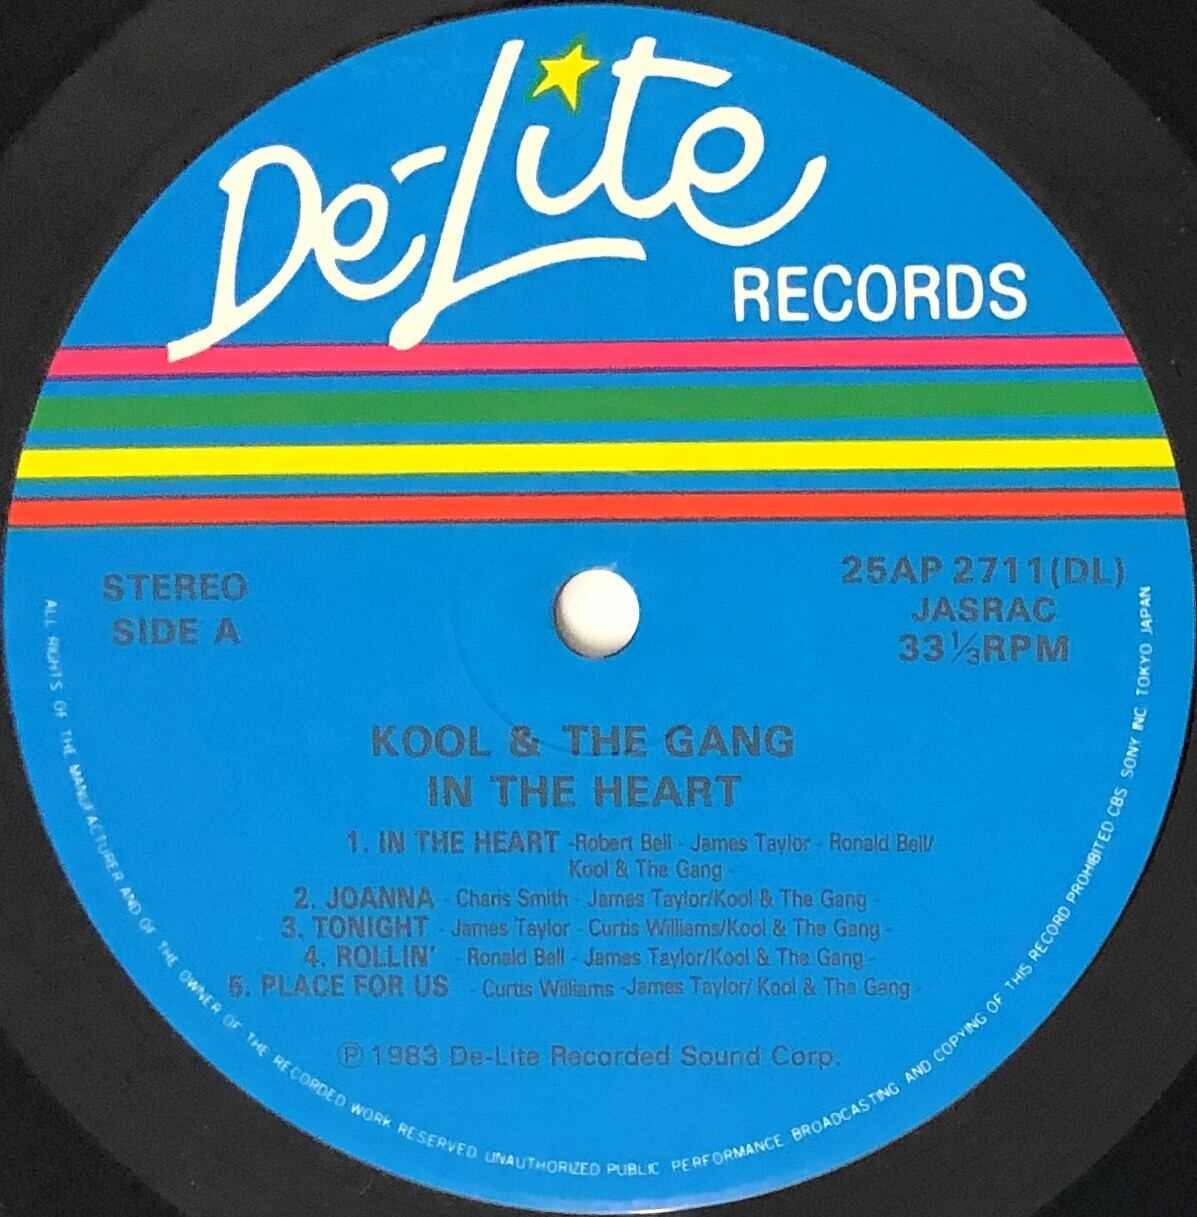 De-Lite
RECORDS
STEREO
SIDE A
25AP 2711(DL)
JASRAC
33⅓RPM
KOOL & THE GANG
IN THE HEART
1. IN THE HEART -Robert Bell - James Taylor - Ronald Bell/
Kool & The Gang -
2. JOANNA - Charis Smith - James Taylor/Kool & The Gang -
3. TONIGHT - James Taylor - Curtis Williams/Kool & The Gang -
4. ROLLIN' - Ronald Bell - James Taylor/Kool & The Gang -
5. PLACE FOR US - Curtis Williams -James Taylor/ Kool & The Gang -
Ⓟ 1983 De-Lite Recorded Sound Corp.
ALL RIGHTS OF THE MANUFACTURER AND OF THE OWNER OF THE RECORDED WORK RESERVED UNAUTHORIZED PUBLIC PERFORMANCE BROADCASTING AND COPYING OF THIS RECORD PROHIBITED CBS SONY INC. TOKYO JAPAN